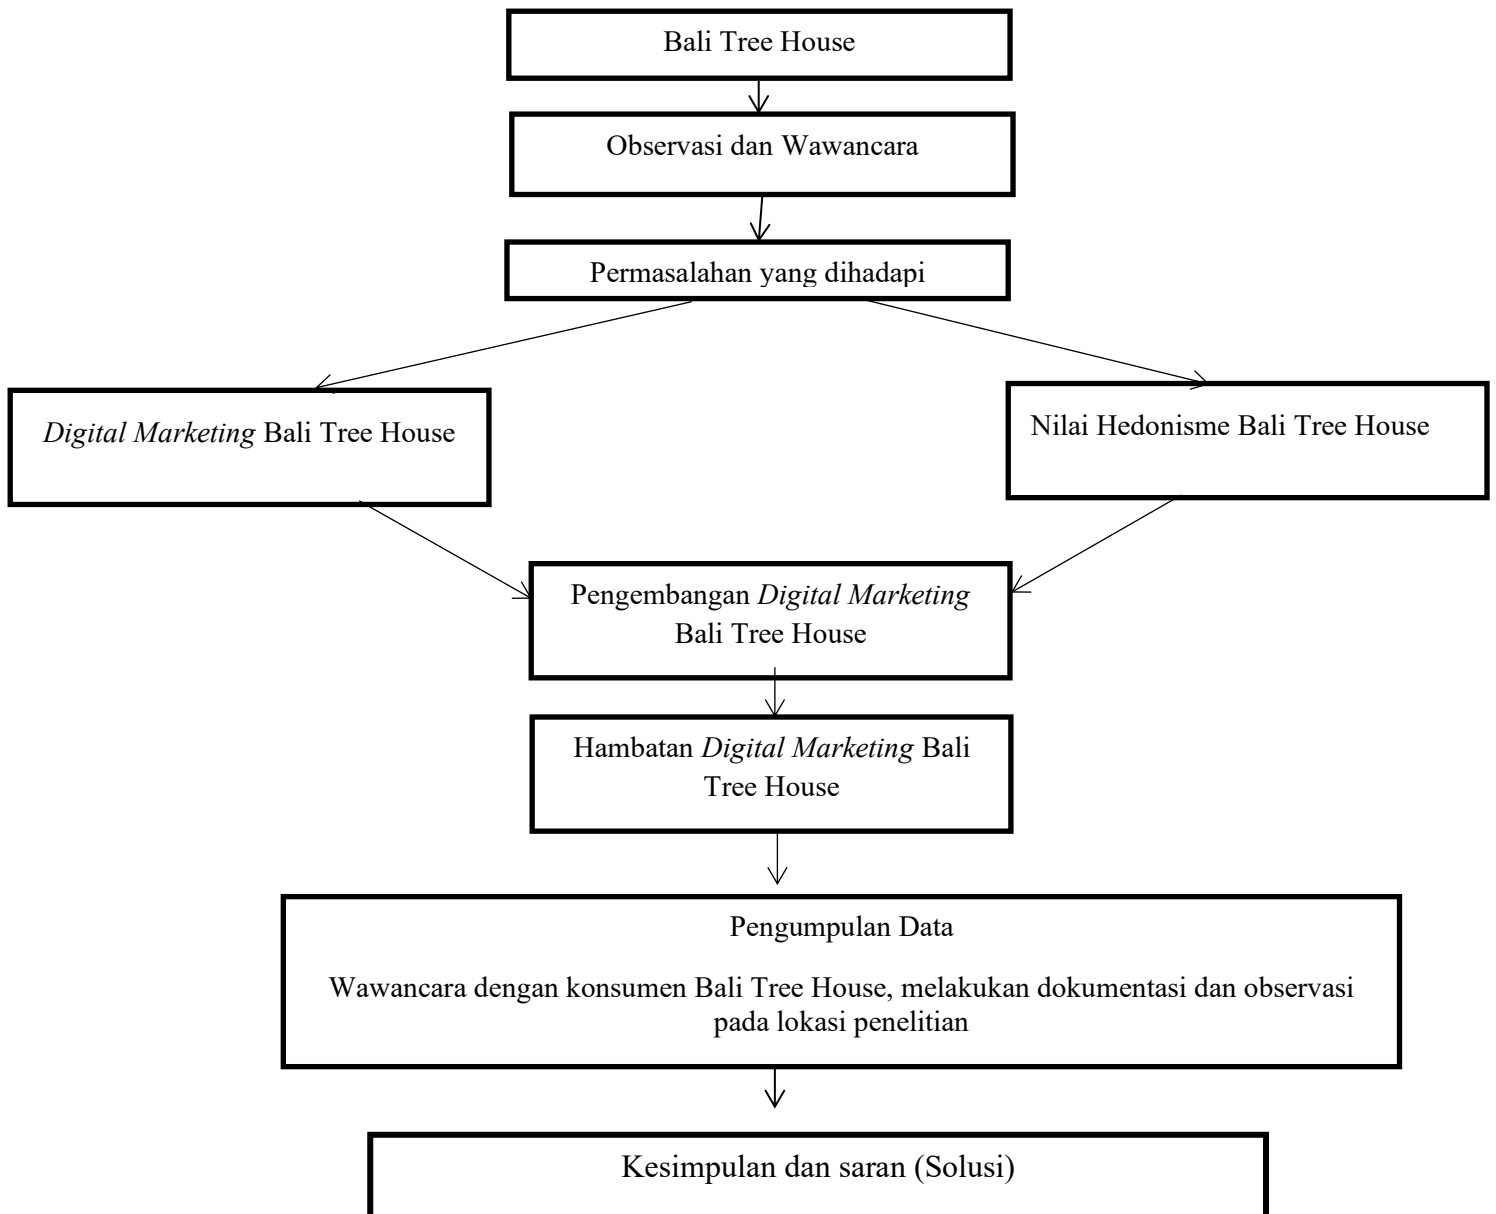 Bali Tree House
Observasi dan Wawancara
Permasalahan yang dihadapi
Digital Marketing Bali Tree House
Nilai Hedonisme Bali Tree House
Pengembangan Digital Marketing
Bali Tree House
Hambatan Digital Marketing Bali
Tree House
Pengumpulan Data
Wawancara dengan konsumen Bali Tree House, melakukan dokumentasi dan observasi
pada lokasi penelitian
Kesimpulan dan saran (Solusi)